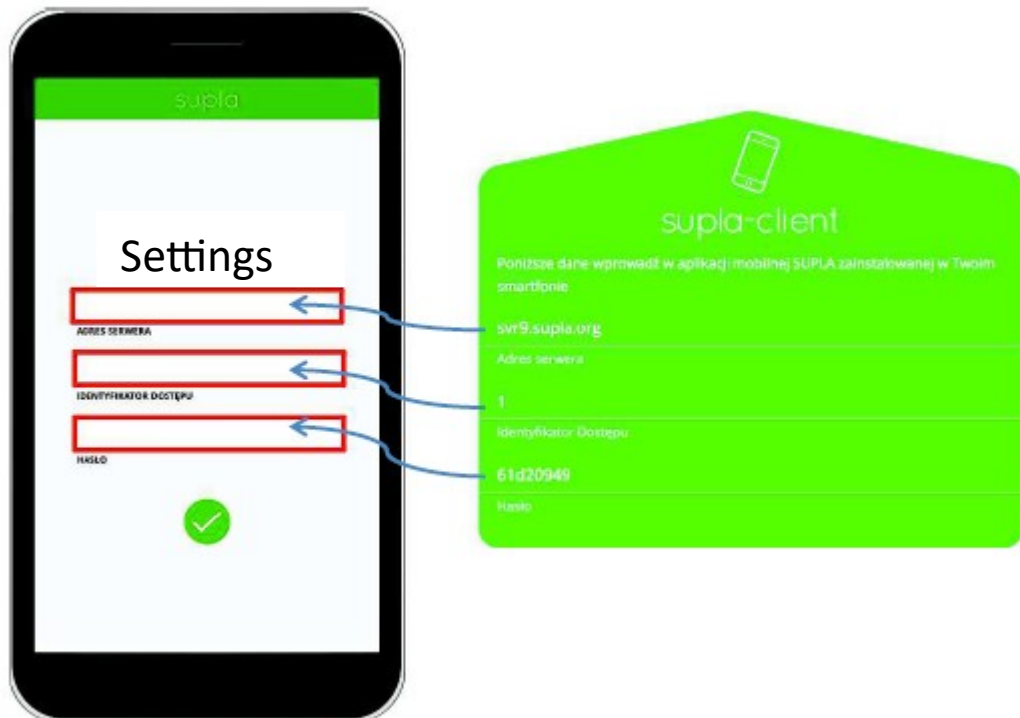 supla
Settings
ADRES SERWERA
IDENTYFIKATOR DOSTĘPU
HASŁO
supla-client
Poniższe dane wprowadź w aplikacji mobilnej SUPLA zainstalowanej w Twoim
smartfonie
svr9.supla.org
Adres serwera
1
Identyfikator Dostępu
61d20949
Hasło